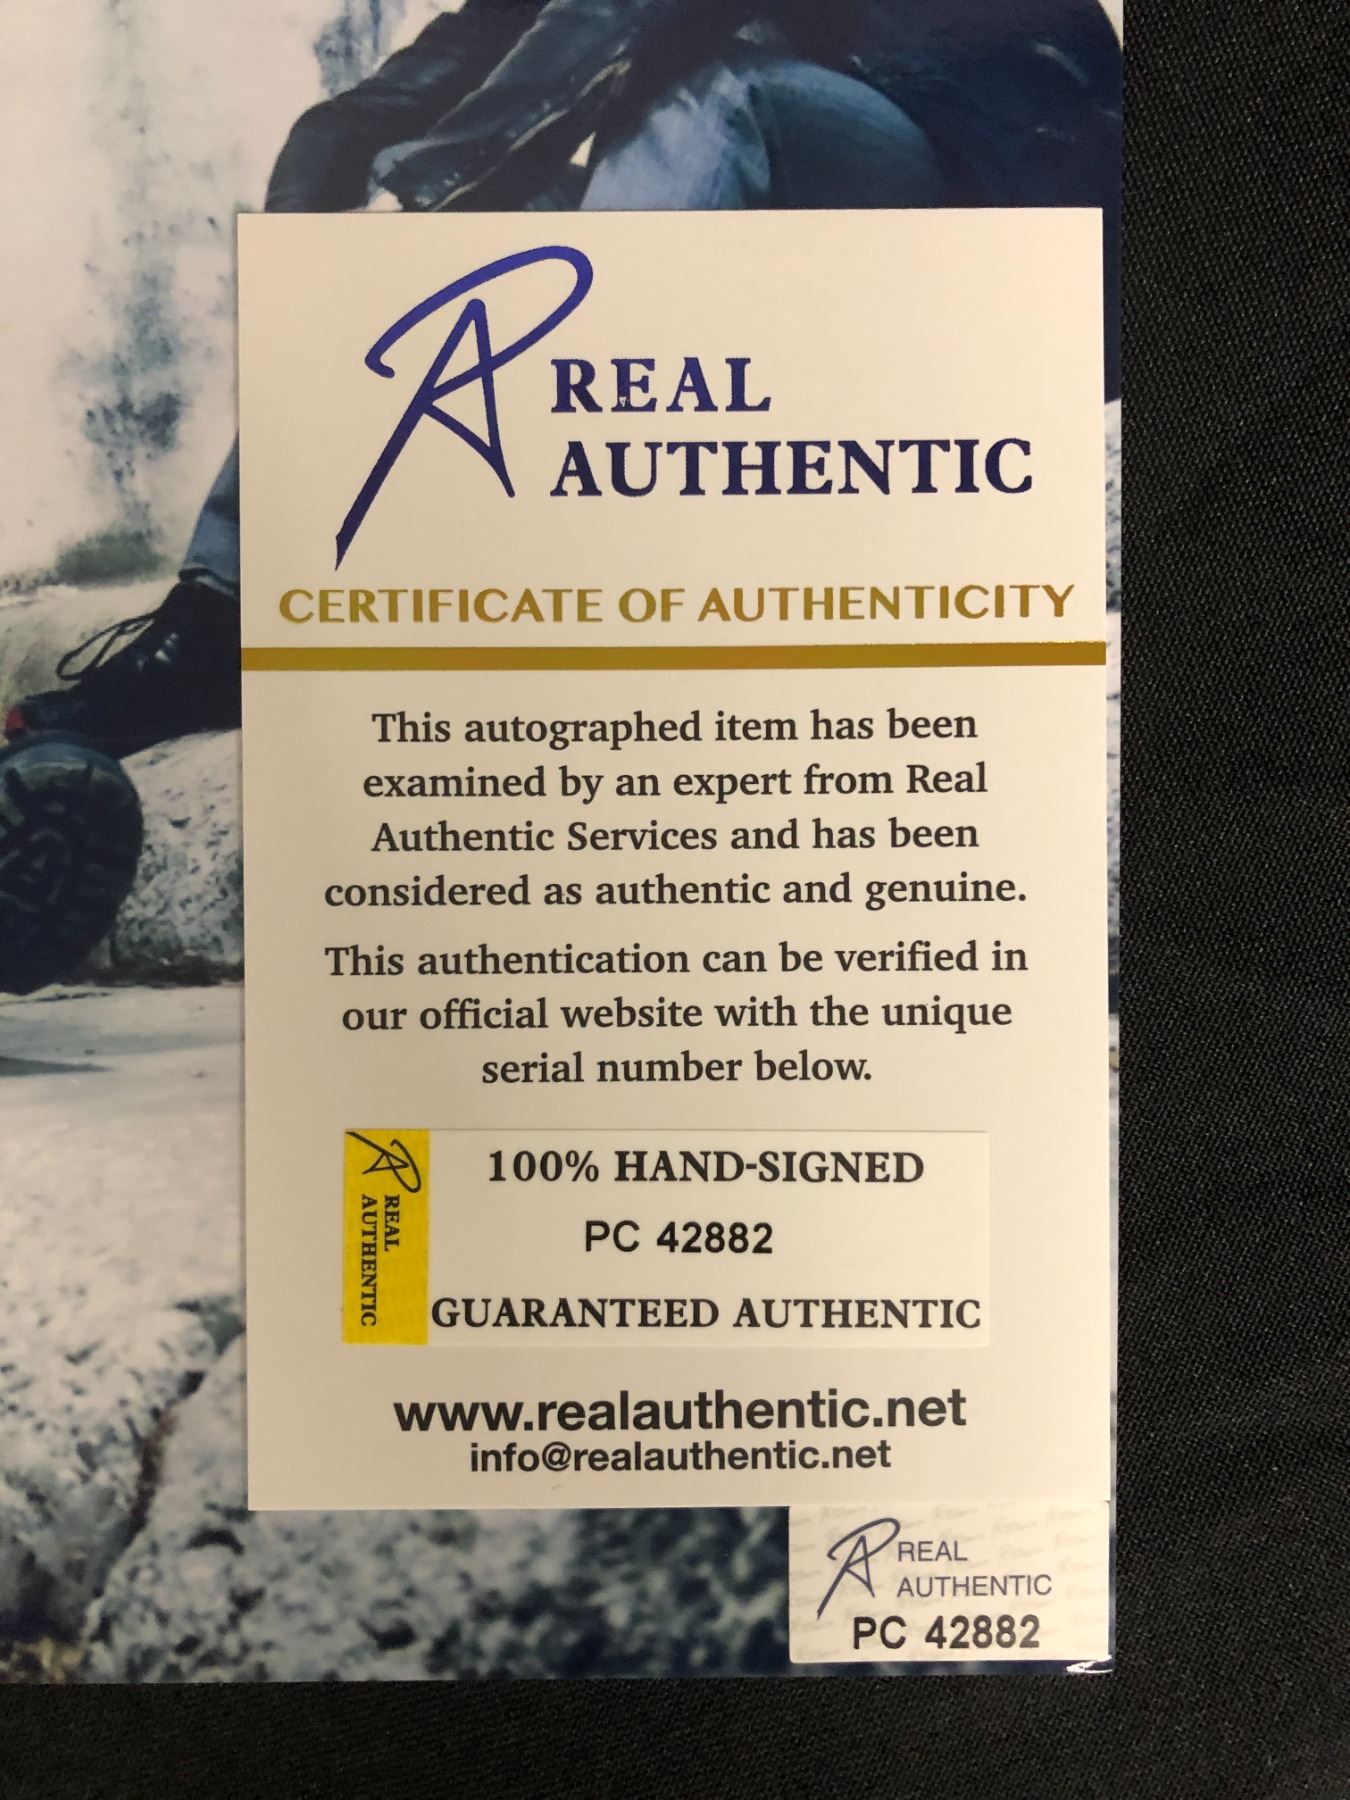 REAL
AUTHENTIC
CERTIFICATE OF AUTHENTICITY
This autographed item has been
examined by an expert from Real
Authentic Services and has been
considered as authentic and genuine.
This authentication can be verified in
our official website with the unique
serial number below.
REAL
AUTHENTIC
100% HAND-SIGNED
PC 42882
GUARANTEED AUTHENTIC
www.realauthentic.net
info@realauthentic.net
REAL
AUTHENTIC
PC 42882